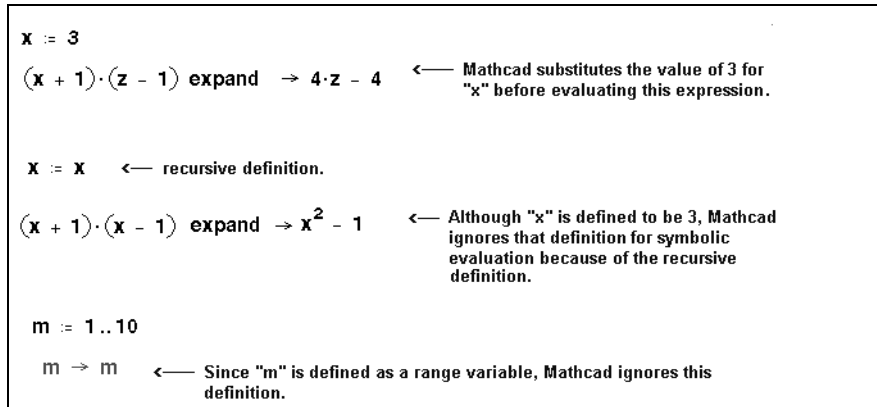 x := 3
(x + 1)·(z − 1) expand → 4·z − 4
<— Mathcad substitutes the value of 3 for
"x" before evaluating this expression.
x := x <— recursive definition.
(x + 1)·(x − 1) expand → x² − 1
<— Although "x" is defined to be 3, Mathcad
ignores that definition for symbolic
evaluation because of the recursive
definition.
m := 1 .. 10
m → m <— Since "m" is defined as a range variable, Mathcad ignores this
definition.